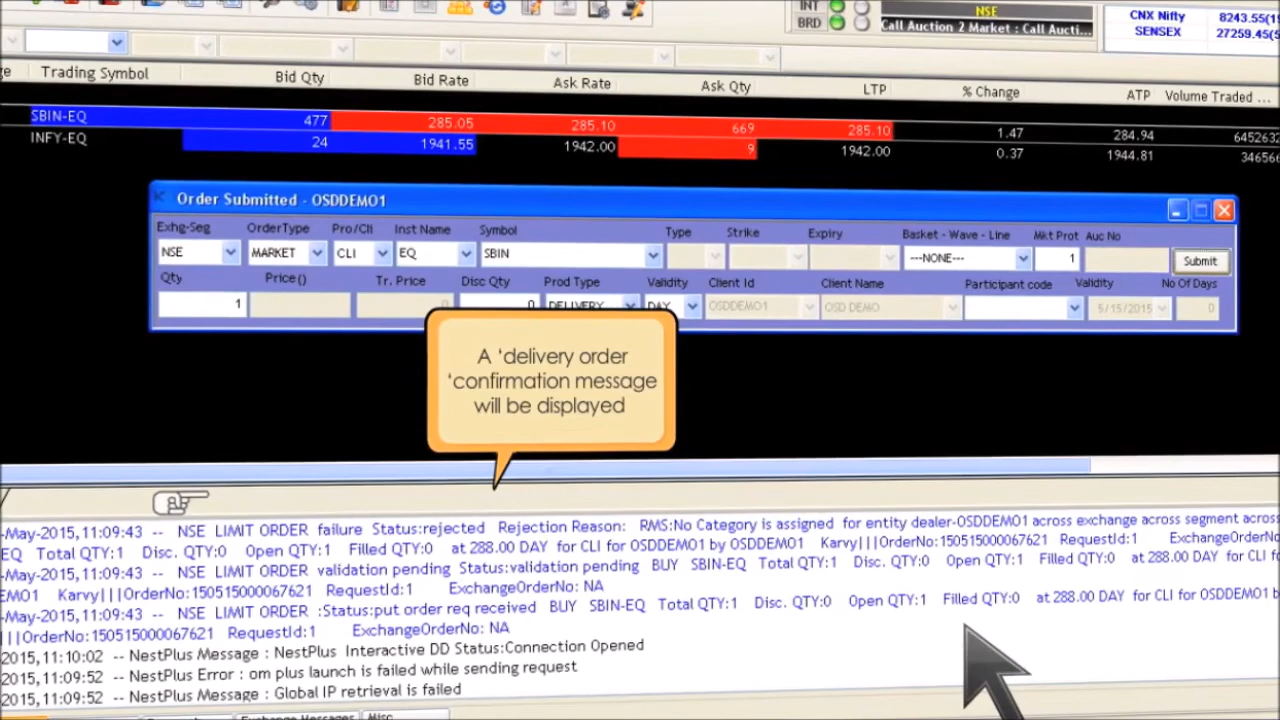 INT
BRD
NSE
Call Auction 2 Market : Call Aucti...
CNX Nifty 8243.55(1
SENSEX 27259.45(5
ge Trading Symbol Bid Qty Bid Rate Ask Rate Ask Qty LTP % Change ATP Volume Traded ...
SBIN-EQ 477 285.05 285.10 669 285.10 1.47 284.94 6452632
INFY-EQ 24 1941.55 1942.00 9 1942.00 0.37 1944.81 346566
Order Submitted - OSDDEMO1
Exhg-Seg OrderType Pro/Cli Inst Name Symbol Type Strike Expiry Basket - Wave - Line Mkt Prot Auc No
NSE MARKET CLI EQ SBIN ---NONE--- 1 Submit
Qty Price() Tr. Price Disc Qty Prod Type Validity Client Id Client Name Participant code Validity No Of Days
1 0 0 DELIVERY DAY OSDDEMO1 OSD DEMO 5/15/2015 0
A ‘delivery order
‘confirmation message
will be displayed
-May-2015,11:09:43 -- NSE LIMIT ORDER failure Status:rejected Rejection Reason: RMS:No Category is assigned for entity dealer-OSDDEMO1 across exchange across segment across
EQ Total QTY:1 Disc. QTY:0 Open QTY:1 Filled QTY:0 at 288.00 DAY for CLI for OSDDEMO1 by OSDDEMO1 Karvy|||OrderNo:150515000067621 RequestId:1 ExchangeOrderNo
-May-2015,11:09:43 -- NSE LIMIT ORDER validation pending Status:validation pending BUY SBIN-EQ Total QTY:1 Disc. QTY:0 Open QTY:1 Filled QTY:0 at 288.00 DAY for CLI f
EMO1 Karvy|||OrderNo:150515000067621 RequestId:1 ExchangeOrderNo: NA
-May-2015,11:09:43 -- NSE LIMIT ORDER :Status:put order req received BUY SBIN-EQ Total QTY:1 Disc. QTY:0 Open QTY:1 Filled QTY:0 at 288.00 DAY for CLI for OSDDEMO1 b
|||OrderNo:150515000067621 RequestId:1 ExchangeOrderNo: NA
2015,11:10:02 -- NestPlus Message : NestPlus Interactive DD Status:Connection Opened
2015,11:09:52 -- NestPlus Error : om plus launch is failed while sending request
2015,11:09:52 -- NestPlus Message : Global IP retrieval is failed
Exchange Messages Misc